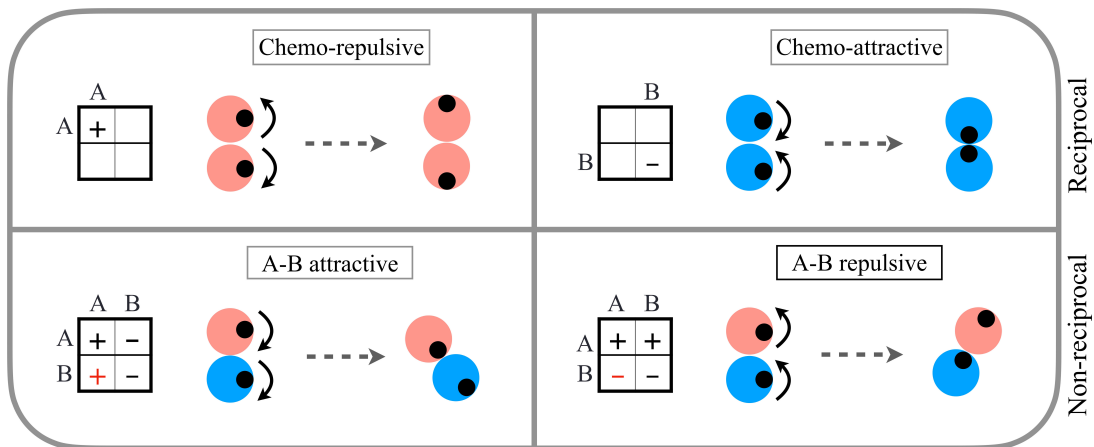 Chemo-repulsive
A
A +
Chemo-attractive
B
B -
Reciprocal
A-B attractive
A B
A + -
B + -
A-B repulsive
A B
A + +
B - -
Non-reciprocal